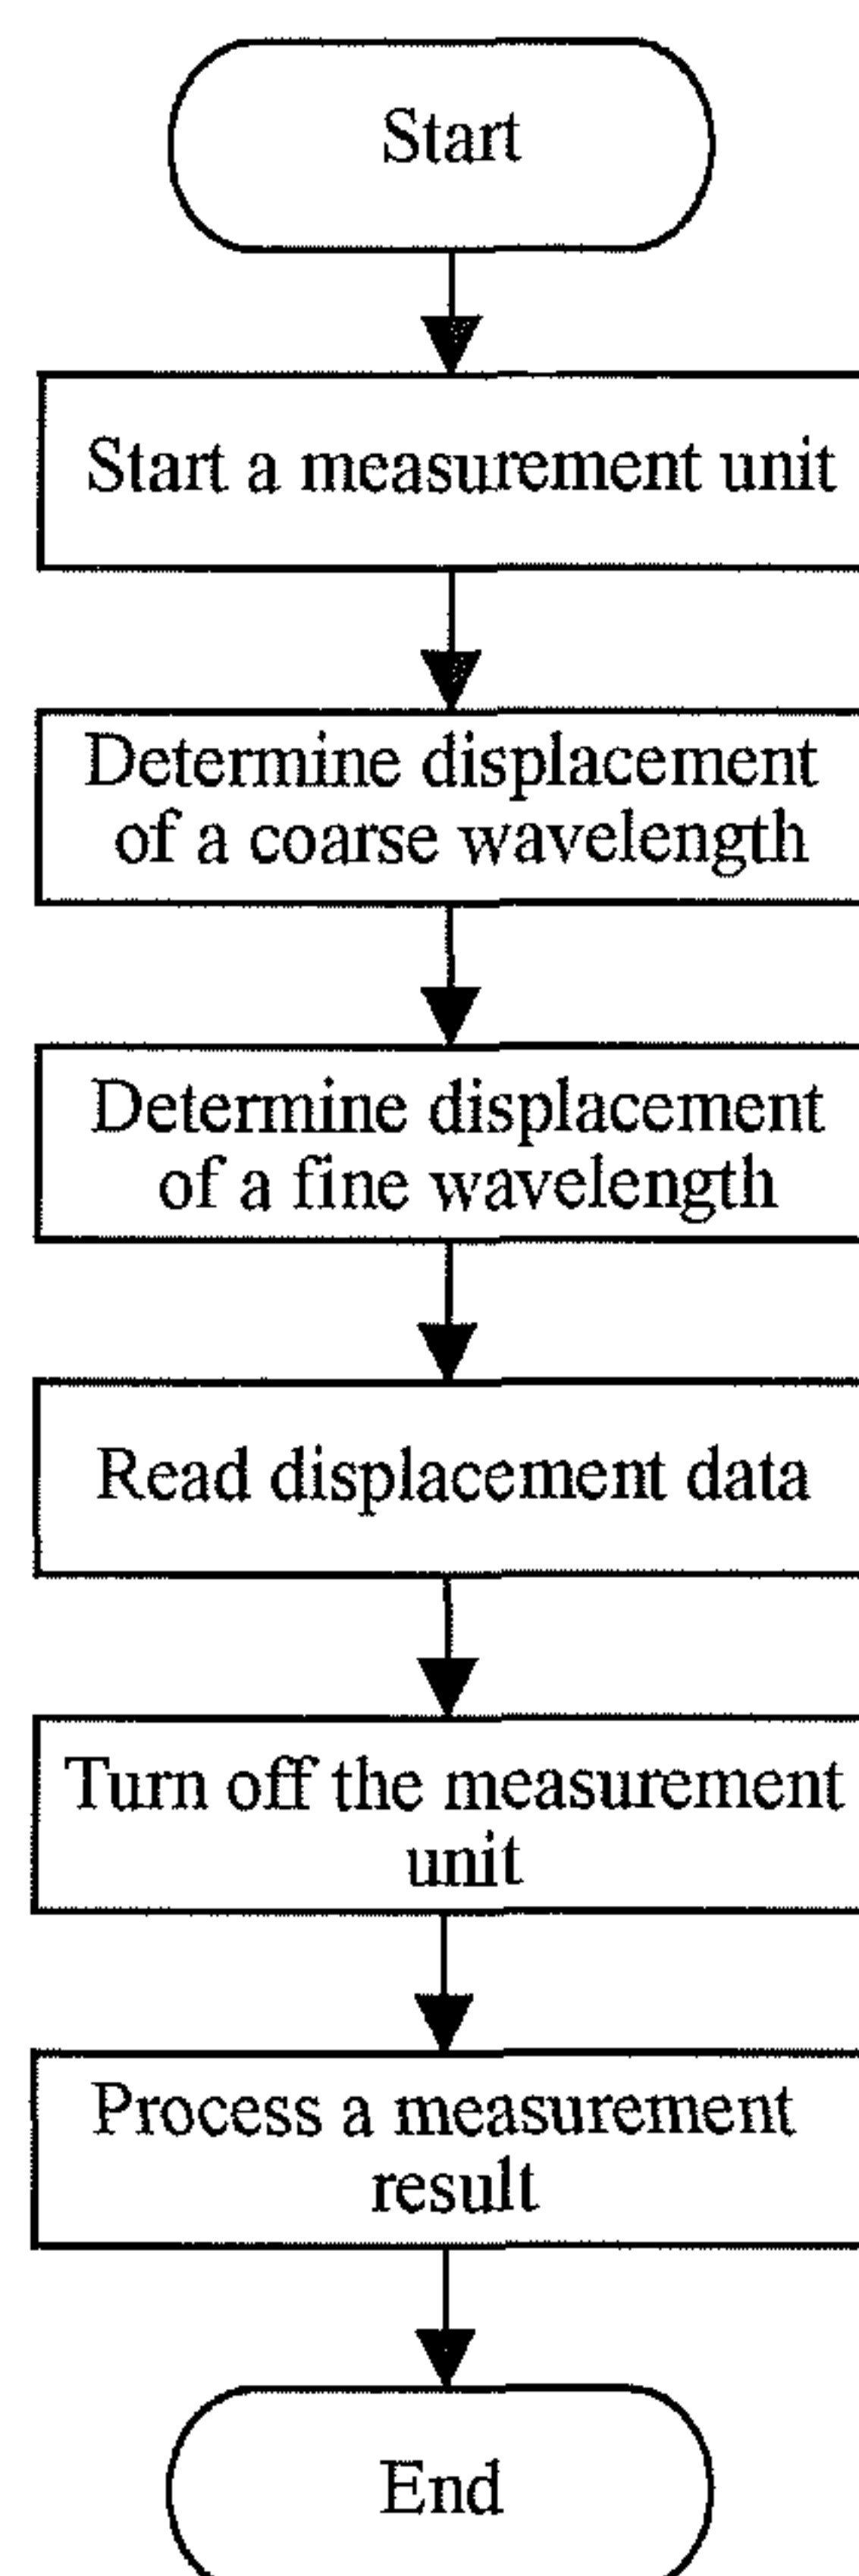 Start
Start a measurement unit
Determine displacement
of a coarse wavelength
Determine displacement
of a fine wavelength
Read displacement data
Turn off the measurement
unit
Process a measurement
result
End